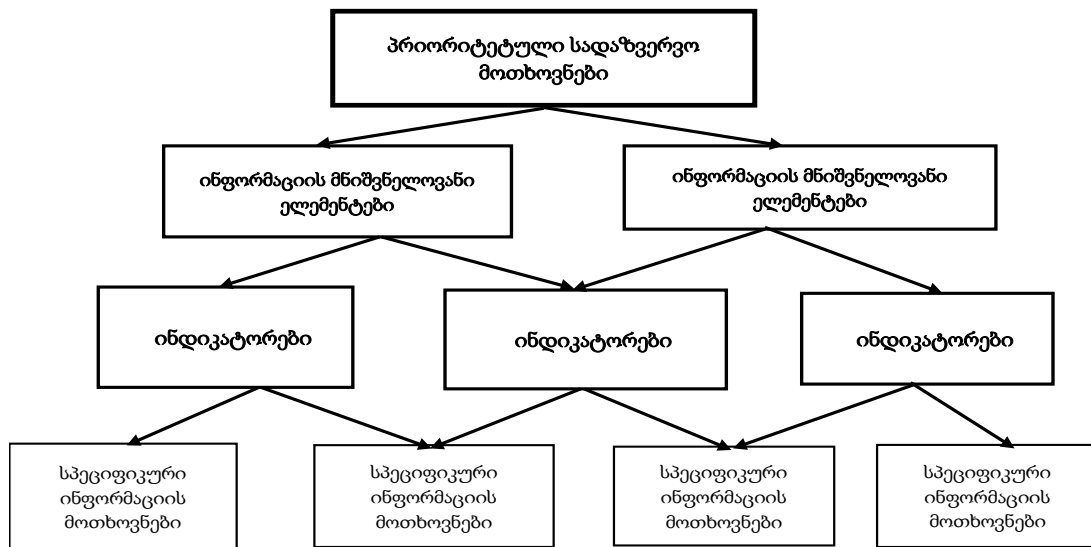 პრიორიტეტული სადაზვერვო
მოთხოვნები
ინფორმაციის მნიშვნელოვანი
ელემენტები
ინფორმაციის მნიშვნელოვანი
ელემენტები
ინდიკატორები
ინდიკატორები
ინდიკატორები
სპეციფიკური
ინფორმაციის
მოთხოვნები
სპეციფიკური
ინფორმაციის
მოთხოვნები
სპეციფიკური
ინფორმაციის
მოთხოვნები
სპეციფიკური
ინფორმაციის
მოთხოვნები